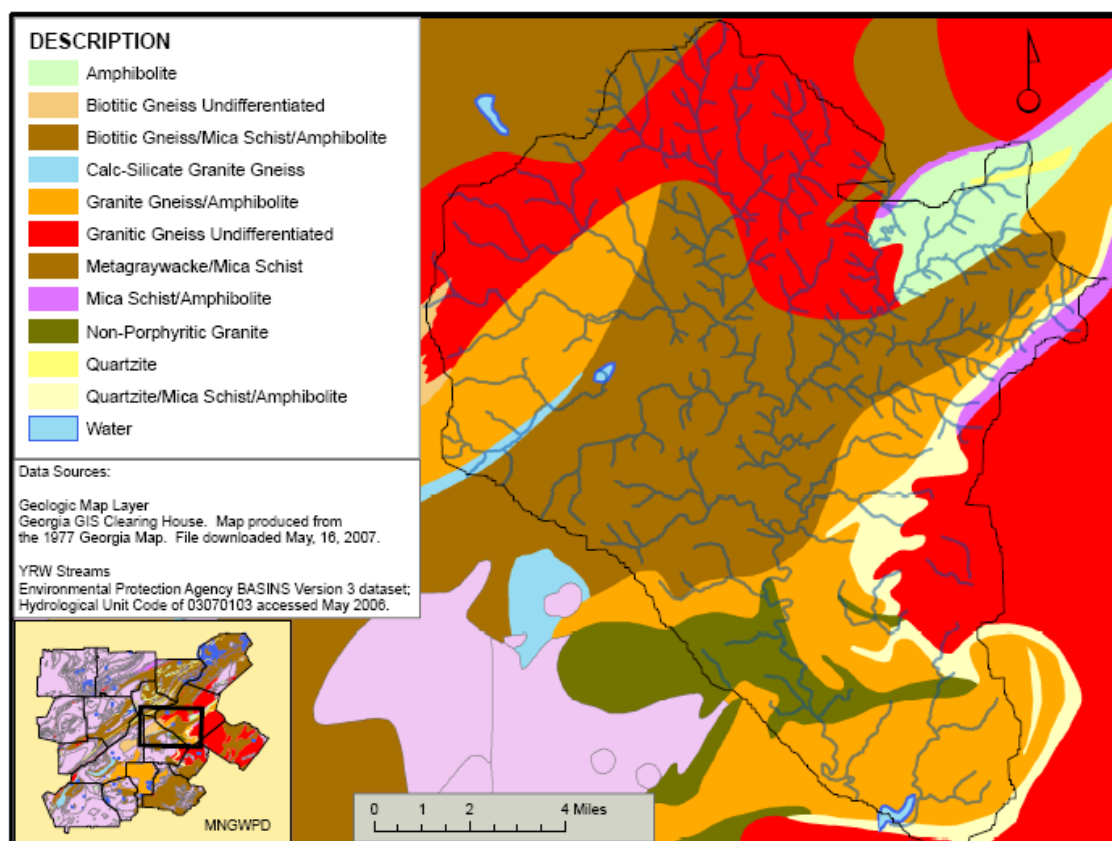 DESCRIPTION
Amphibolite
Biotitic Gneiss Undifferentiated
Biotitic Gneiss/Mica Schist/Amphibolite
Calc-Silicate Granite Gneiss
Granite Gneiss/Amphibolite
Granitic Gneiss Undifferentiated
Metagraywacke/Mica Schist
Mica Schist/Amphibolite
Non-Porphyritic Granite
Quartzite
Quartzite/Mica Schist/Amphibolite
Water
Data Sources:
Geologic Map Layer
Georgia GIS Clearing House. Map produced from
the 1977 Georgia Map. File downloaded May, 16, 2007.
YRW Streams
Environmental Protection Agency BASINS Version 3 dataset;
Hydrological Unit Code of 03070103 accessed May 2006.
MNGWPD
0 1 2 4 Miles